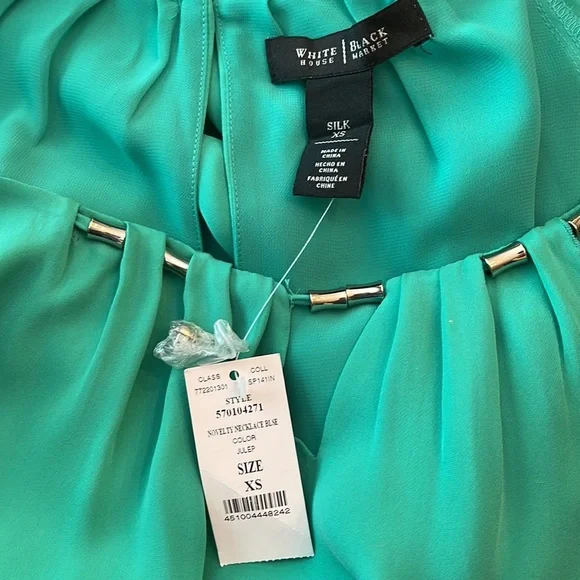 WHITE | BLACK
HOUSE | MARKET
SILK
XS
MADE IN
CHINA
HECHO EN
CHINA
FABRIQUÉ EN
CHINE
CLASS COLL
772201301 SP141IN
STYLE
570104271
NOVELTY NECKLACE BLSE
COLOR
JULEP
SIZE
XS
451004448242